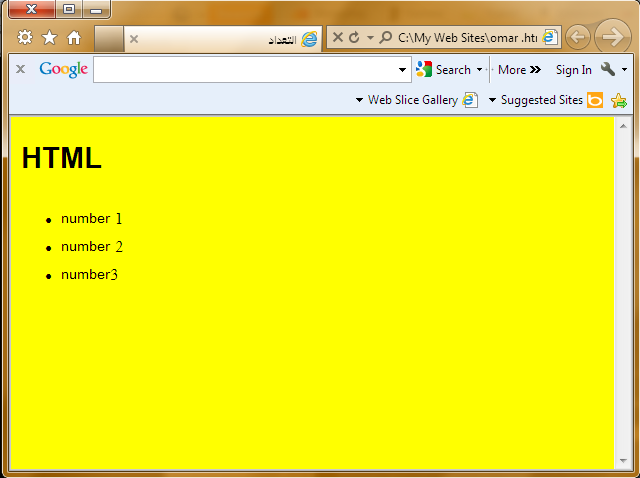 التعداد
C:\My Web Sites\omar .htm
Google
Search
More
Sign In
Web Slice Gallery
Suggested Sites
HTML
number 1
number 2
number3